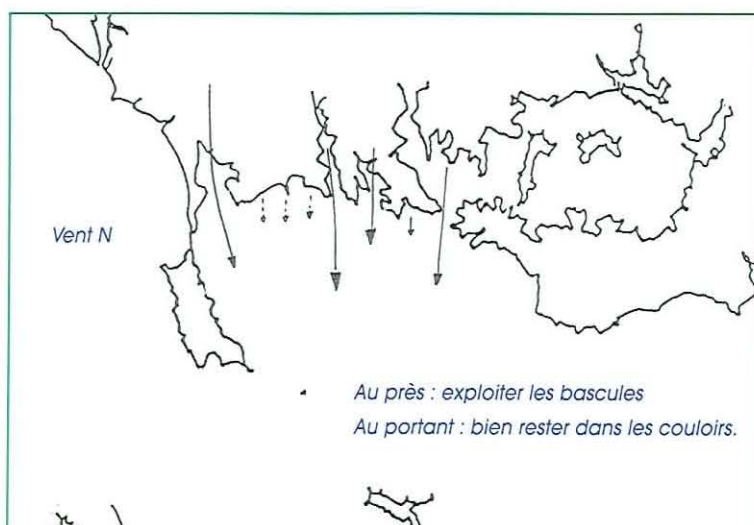 Vent N
Au près : exploiter les bascules
Au portant : bien rester dans les couloirs.